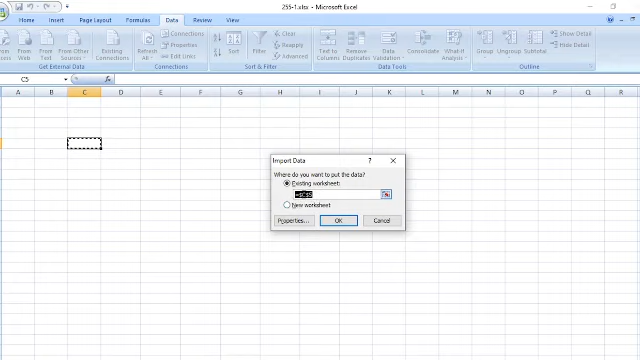 255-1.xlsx - Microsoft Excel
Home Insert Page Layout Formulas Data Review View
From Web
From Text
From Other Sources
Existing Connections
Get External Data
Refresh All
Connections
Properties
Edit Links
Connections
Sort
Filter
Clear
Reapply
Advanced
Sort & Filter
Text to Columns
Remove Duplicates
Data Validation
Consolidate
What-If Analysis
Data Tools
Group
Ungroup
Subtotal
Show Detail
Hide Detail
Outline
C5
fx
A B C D E F G H I J K L M N O P Q R
Import Data ?
Where do you want to put the data?
Existing worksheet:
=$C$5
New worksheet
Properties... OK Cancel